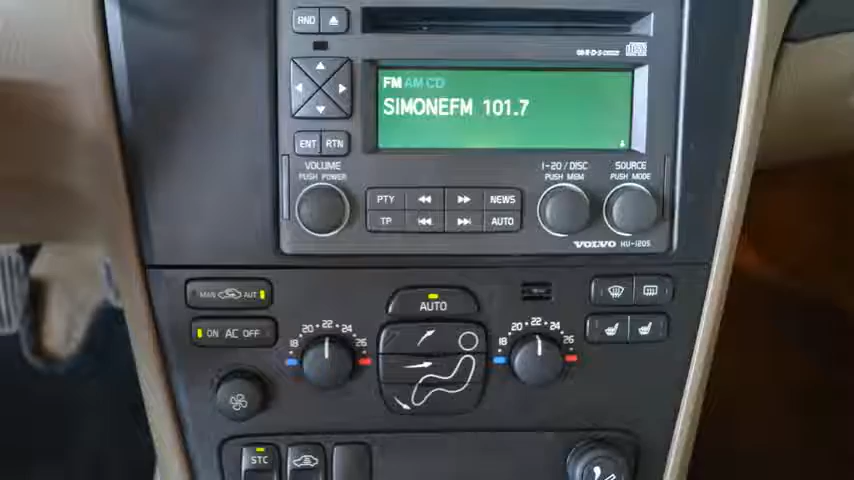 RND
FM AM CD
SIMONEFM 101.7
ENT RTN
VOLUME
PUSH POWER
1-20 / DISC
PUSH MEM
SOURCE
PUSH MODE
PTY NEWS
TP AUTO
VOLVO HU-1205
MAN AUT
AUTO
ON AC OFF
18 20 22 24 26
18 20 22 24 26
STC